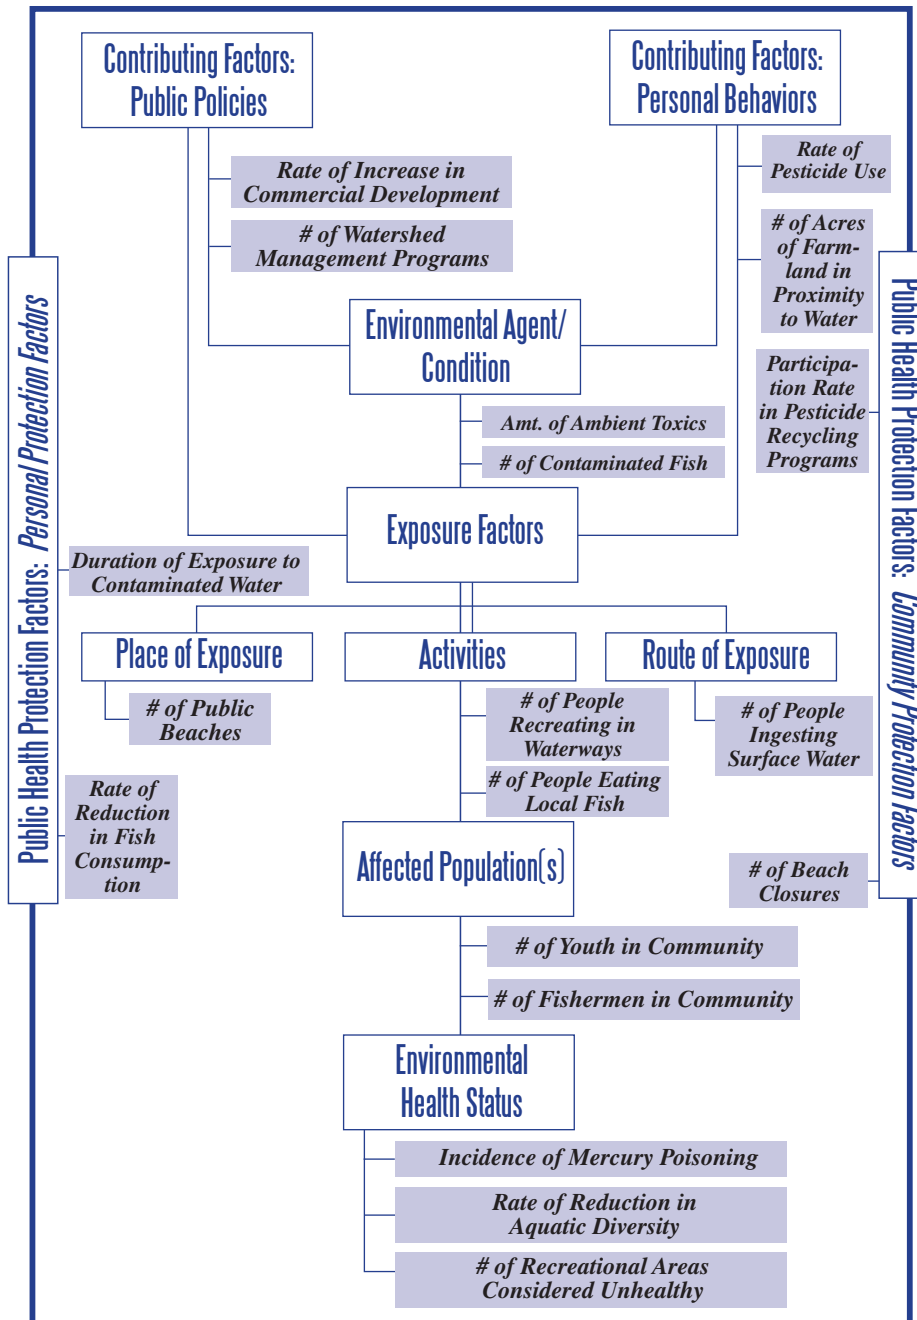 Contributing Factors:
Public Policies
Contributing Factors:
Personal Behaviors
Rate of Increase in
Commercial Development
# of Watershed
Management Programs
Rate of
Pesticide Use
# of Acres
of Farm-
land in
Proximity
to Water
Environmental Agent/
Condition
Participa-
tion Rate
in Pesticide
Recycling
Programs
Amt. of Ambient Toxics
# of Contaminated Fish
Exposure Factors
Public Health Protection Factors: Personal Protection Factors
Public Health Protection Factors: Community Protection Factors
Duration of Exposure to
Contaminated Water
Place of Exposure
Activities
Route of Exposure
# of Public
Beaches
# of People
Recreating in
Waterways
# of People
Ingesting
Surface Water
# of People Eating
Local Fish
Rate of
Reduction
in Fish
Consump-
tion
Affected Population(s)
# of Beach
Closures
# of Youth in Community
# of Fishermen in Community
Environmental
Health Status
Incidence of Mercury Poisoning
Rate of Reduction in
Aquatic Diversity
# of Recreational Areas
Considered Unhealthy